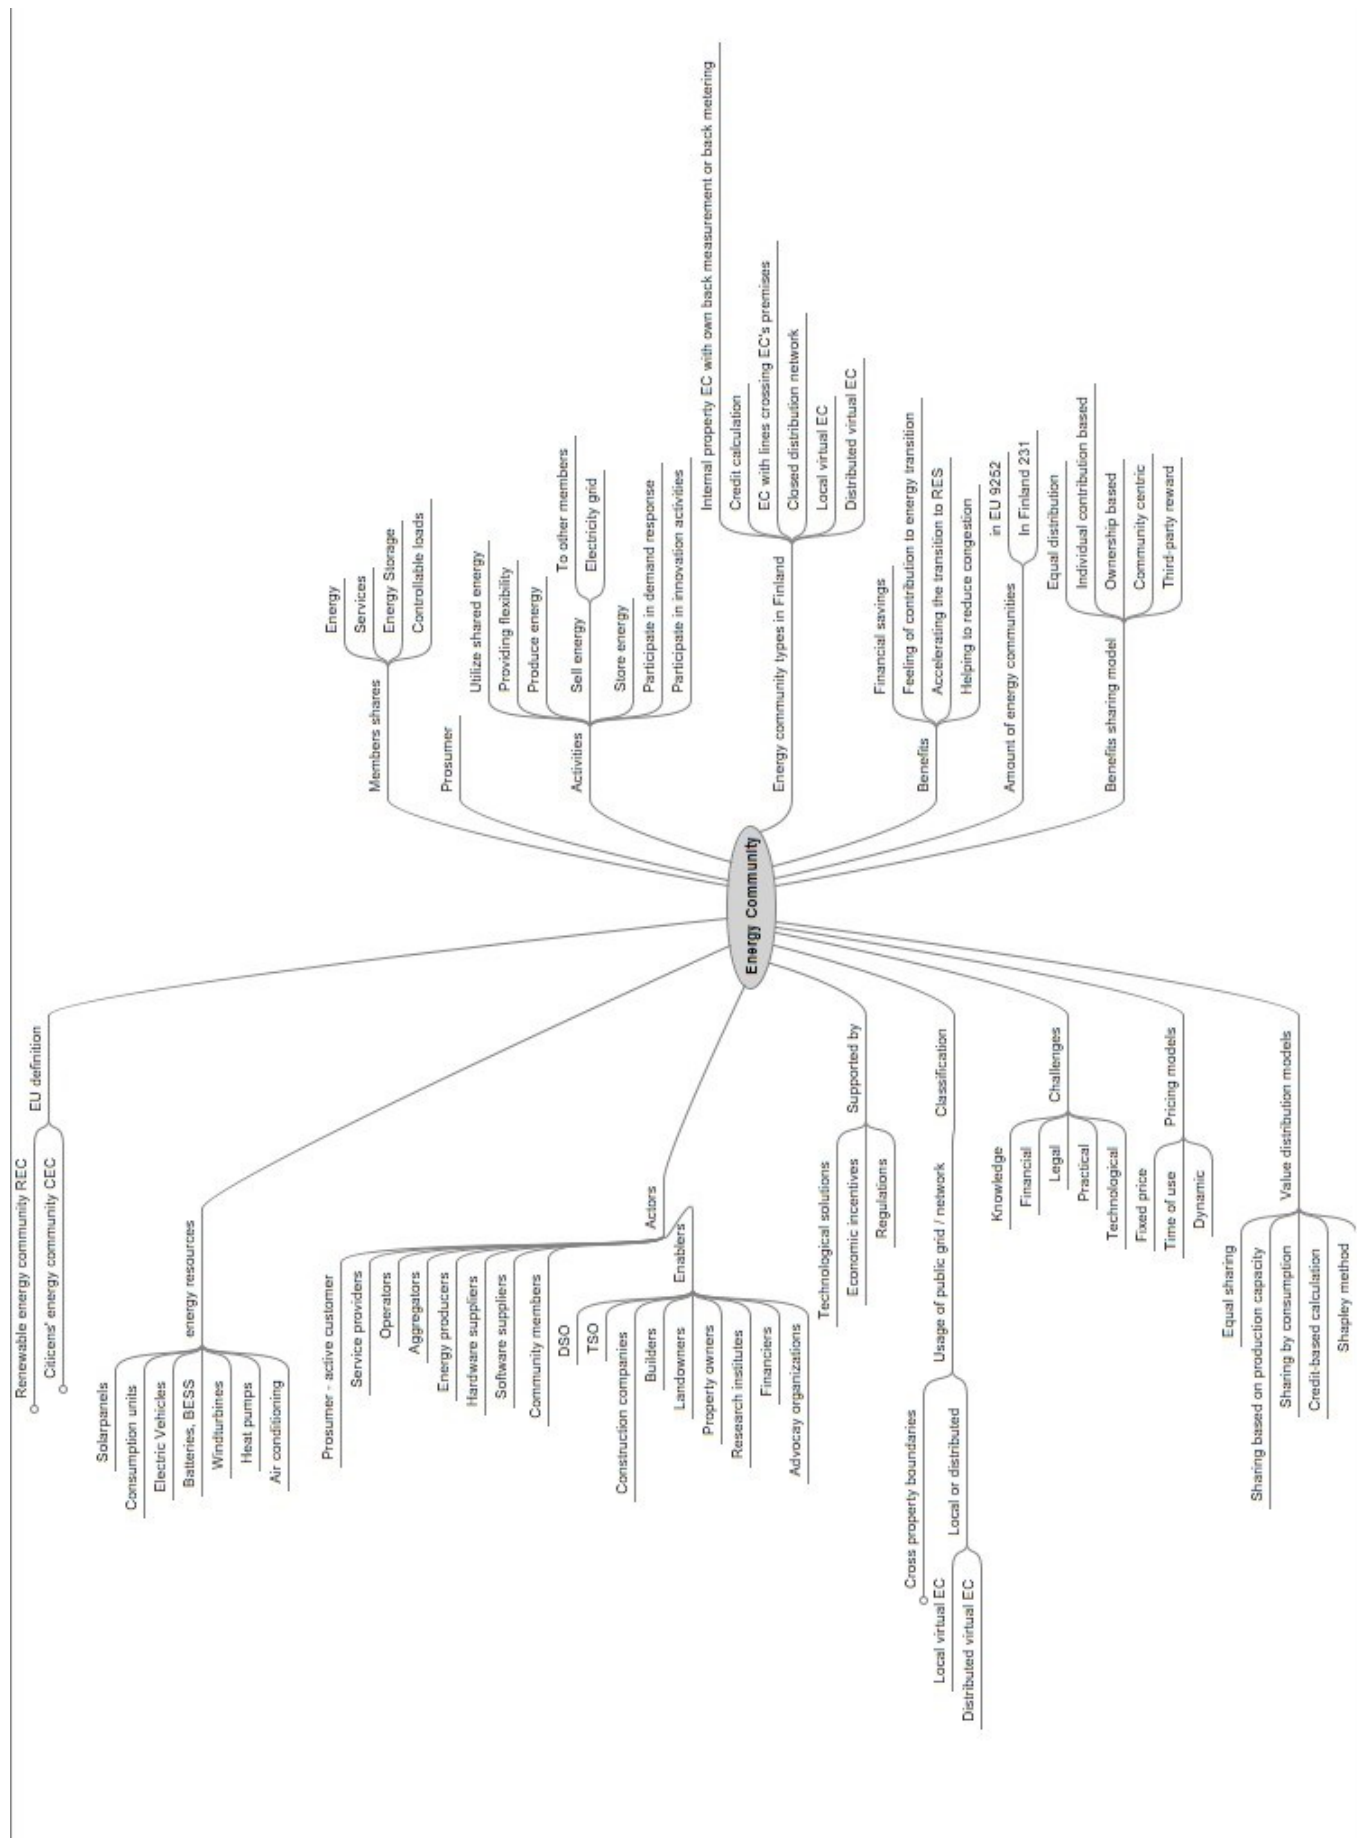 Energy Community
EU definition
Renewable energy community REC
Citizens' energy community CEC
energy resources
Solarpanels
Consumption units
Electric Vehicles
Batteries, BESS
Windturbines
Heat pumps
Air conditioning
Actors
Prosumer - active customer
Service providers
Operators
Aggregators
Energy producers
Hardware suppliers
Software suppliers
Community members
Enablers
DSO
TSO
Construction companies
Builders
Landowners
Property owners
Research institutes
Financiers
Advocay organizations
Supported by
Technological solutions
Economic incentives
Regulations
Classification
Usage of public grid / network
Cross property boundaries
Local or distributed
Local virtual EC
Distributed virtual EC
Challenges
Knowledge
Financial
Legal
Practical
Technological
Pricing models
Fixed price
Time of use
Dynamic
Value distribution models
Equal sharing
Sharing based on production capacity
Sharing by consumption
Credit-based calculation
Shapley method
Members shares
Energy
Services
Energy Storage
Controllable loads
Prosumer
Activities
Utilize shared energy
Providing flexibility
Produce energy
Sell energy
To other members
Electricity grid
Store energy
Participate in demand response
Participate in innovation activities
Energy community types in Finland
Internal property EC with own back measurement or back metering
Credit calculation
EC with lines crossing EC's premises
Closed distribution network
Local virtual EC
Distributed virtual EC
Benefits
Financial savings
Feeling of contribution to energy transition
Accelerating the transition to RES
Helping to reduce congestion
Amount of energy communities
in EU 9252
In Finland 231
Benefits sharing model
Equal distribution
Individual contribution based
Ownership based
Community centric
Third-party reward